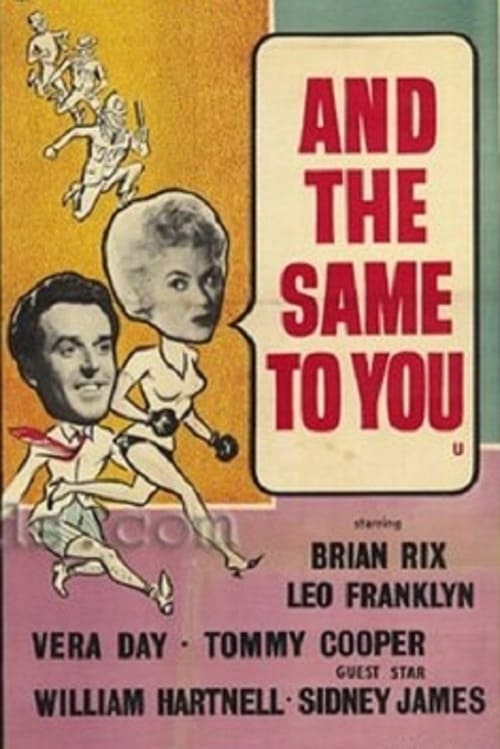 AND
THE
SAME
TO YOU
U
starring
BRIAN RIX
LEO FRANKLYN
VERA DAY · TOMMY COOPER
GUEST STAR
WILLIAM HARTNELL · SIDNEY JAMES